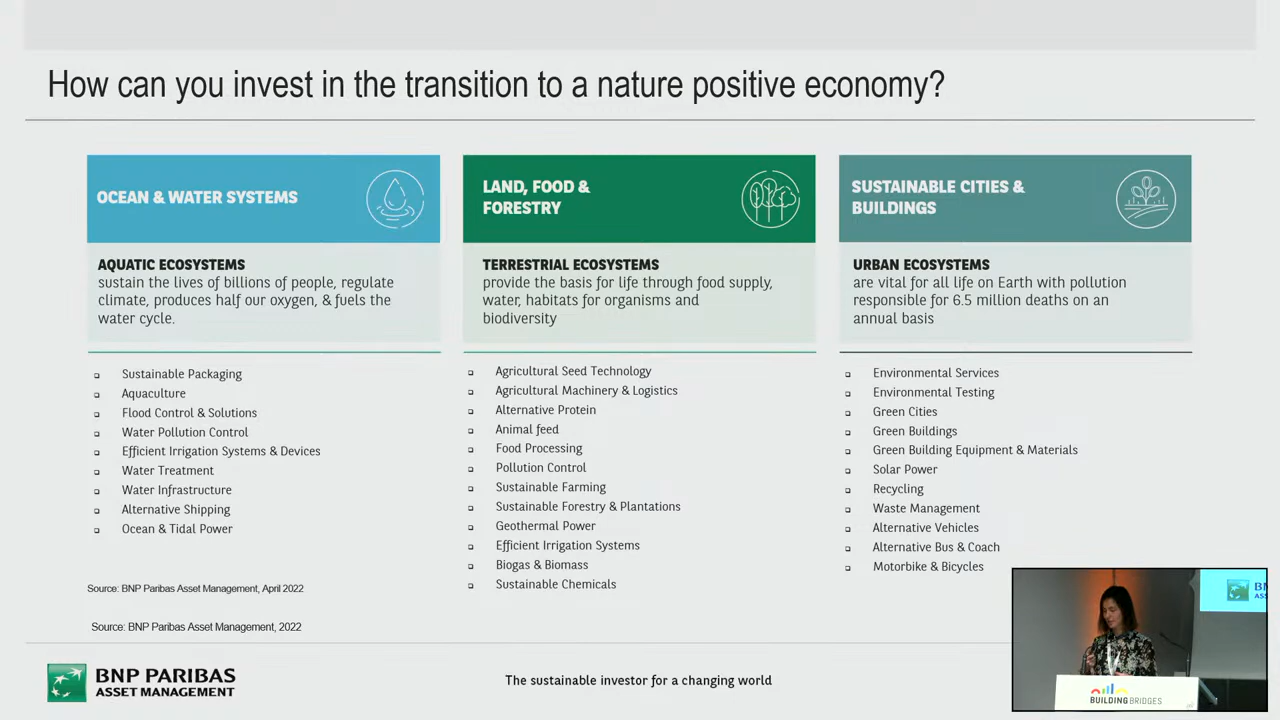 How can you invest in the transition to a nature positive economy?
OCEAN & WATER SYSTEMS
AQUATIC ECOSYSTEMS
sustain the lives of billions of people, regulate
climate, produces half our oxygen, & fuels the
water cycle.
Sustainable Packaging
Aquaculture
Flood Control & Solutions
Water Pollution Control
Efficient Irrigation Systems & Devices
Water Treatment
Water Infrastructure
Alternative Shipping
Ocean & Tidal Power
LAND, FOOD &
FORESTRY
TERRESTRIAL ECOSYSTEMS
provide the basis for life through food supply,
water, habitats for organisms and
biodiversity
Agricultural Seed Technology
Agricultural Machinery & Logistics
Alternative Protein
Animal feed
Food Processing
Pollution Control
Sustainable Farming
Sustainable Forestry & Plantations
Geothermal Power
Efficient Irrigation Systems
Biogas & Biomass
Sustainable Chemicals
SUSTAINABLE CITIES &
BUILDINGS
URBAN ECOSYSTEMS
are vital for all life on Earth with pollution
responsible for 6.5 million deaths on an
annual basis
Environmental Services
Environmental Testing
Green Cities
Green Buildings
Green Building Equipment & Materials
Solar Power
Recycling
Waste Management
Alternative Vehicles
Alternative Bus & Coach
Motorbike & Bicycles
Source: BNP Paribas Asset Management, April 2022
Source: BNP Paribas Asset Management, 2022
BNP PARIBAS
ASSET MANAGEMENT
The sustainable investor for a changing world
BUILDINGBRIDGES